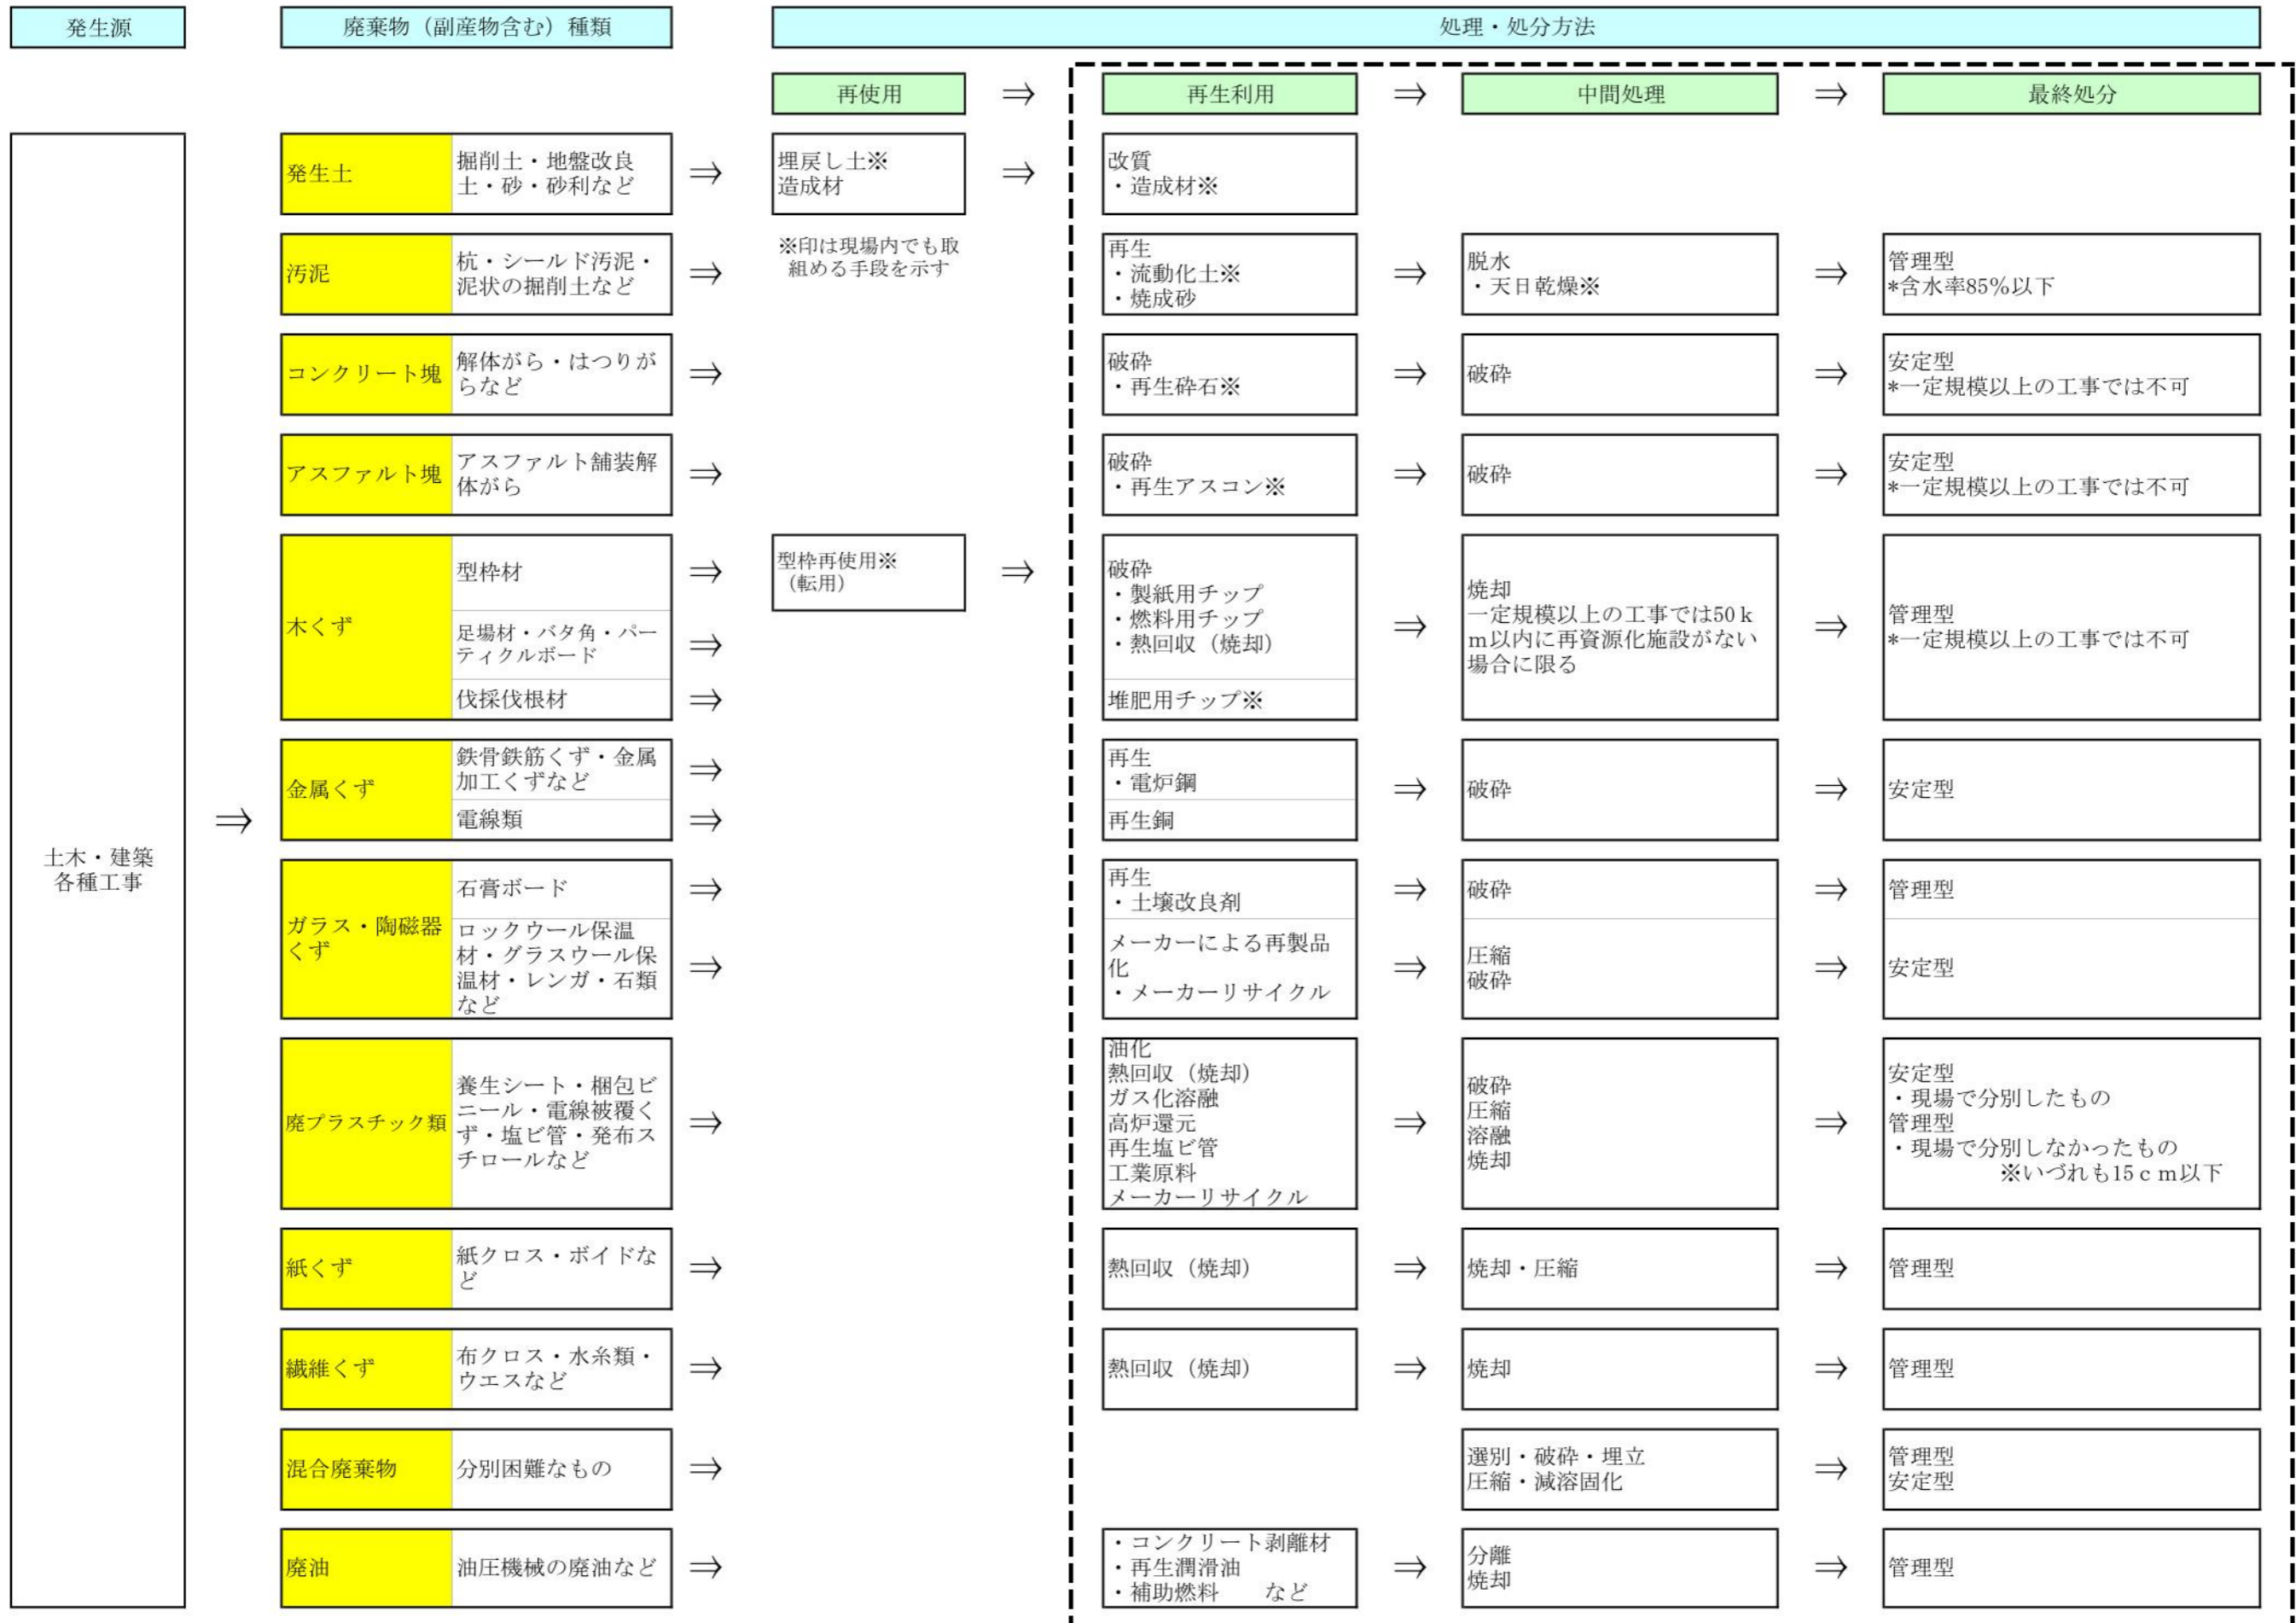 発生源
廃棄物（副産物含む）種類
処理・処分方法
再使用
⇒
再生利用
⇒
中間処理
⇒
最終処分
土木・建築
各種工事
⇒
発生土
掘削土・地盤改良
土・砂・砂利など
⇒
埋戻し土※
造成材
⇒
改質
・造成材※
※印は現場内でも取
組める手段を示す
汚泥
杭・シールド汚泥・
泥状の掘削土など
⇒
再生
・流動化土※
・焼成砂
⇒
脱水
・天日乾燥※
⇒
管理型
*含水率85%以下
コンクリート塊
解体がら・はつりが
らなど
⇒
破砕
・再生砕石※
⇒
破砕
⇒
安定型
*一定規模以上の工事では不可
アスファルト塊
アスファルト舗装解
体がら
⇒
破砕
・再生アスコン※
⇒
破砕
⇒
安定型
*一定規模以上の工事では不可
木くず
型枠材
⇒
型枠再使用※
（転用）
⇒
足場材・バタ角・パー
ティクルボード
⇒
伐採伐根材
⇒
破砕
・製紙用チップ
・燃料用チップ
・熱回収（焼却）
堆肥用チップ※
⇒
焼却
一定規模以上の工事では50ｋ
ｍ以内に再資源化施設がない
場合に限る
⇒
管理型
*一定規模以上の工事では不可
金属くず
鉄骨鉄筋くず・金属
加工くずなど
⇒
電線類
⇒
再生
・電炉鋼
再生銅
⇒
破砕
⇒
安定型
ガラス・陶磁器
くず
石膏ボード
⇒
再生
・土壌改良剤
⇒
破砕
⇒
管理型
ロックウール保温
材・グラスウール保
温材・レンガ・石類
など
⇒
メーカーによる再製品
化
・メーカーリサイクル
⇒
圧縮
破砕
⇒
安定型
廃プラスチック類
養生シート・梱包ビ
ニール・電線被覆く
ず・塩ビ管・発布ス
チロールなど
⇒
油化
熱回収（焼却）
ガス化溶融
高炉還元
再生塩ビ管
工業原料
メーカーリサイクル
⇒
破砕
圧縮
溶融
焼却
⇒
安定型
・現場で分別したもの
管理型
・現場で分別しなかったもの
※いづれも15ｃｍ以下
紙くず
紙クロス・ボイドな
ど
⇒
熱回収（焼却）
⇒
焼却・圧縮
⇒
管理型
繊維くず
布クロス・水糸類・
ウエスなど
⇒
熱回収（焼却）
⇒
焼却
⇒
管理型
混合廃棄物
分別困難なもの
⇒
選別・破砕・埋立
圧縮・減溶固化
⇒
管理型
安定型
廃油
油圧機械の廃油など
⇒
・コンクリート剥離材
・再生潤滑油
・補助燃料　　など
⇒
分離
焼却
⇒
管理型